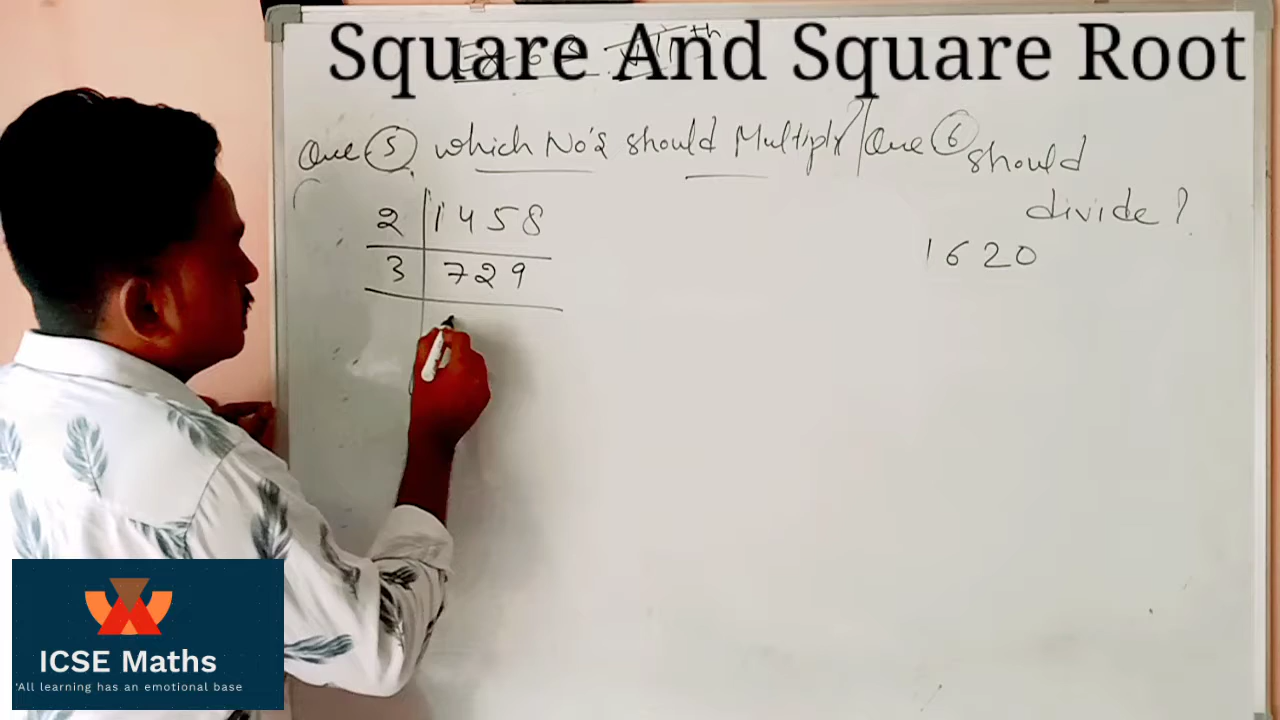 Square And Square Root
Que (5). which No's should Multiply? Que (6) should
divide?
2 | 1458
3 | 729
1620
ICSE Maths
'All learning has an emotional base